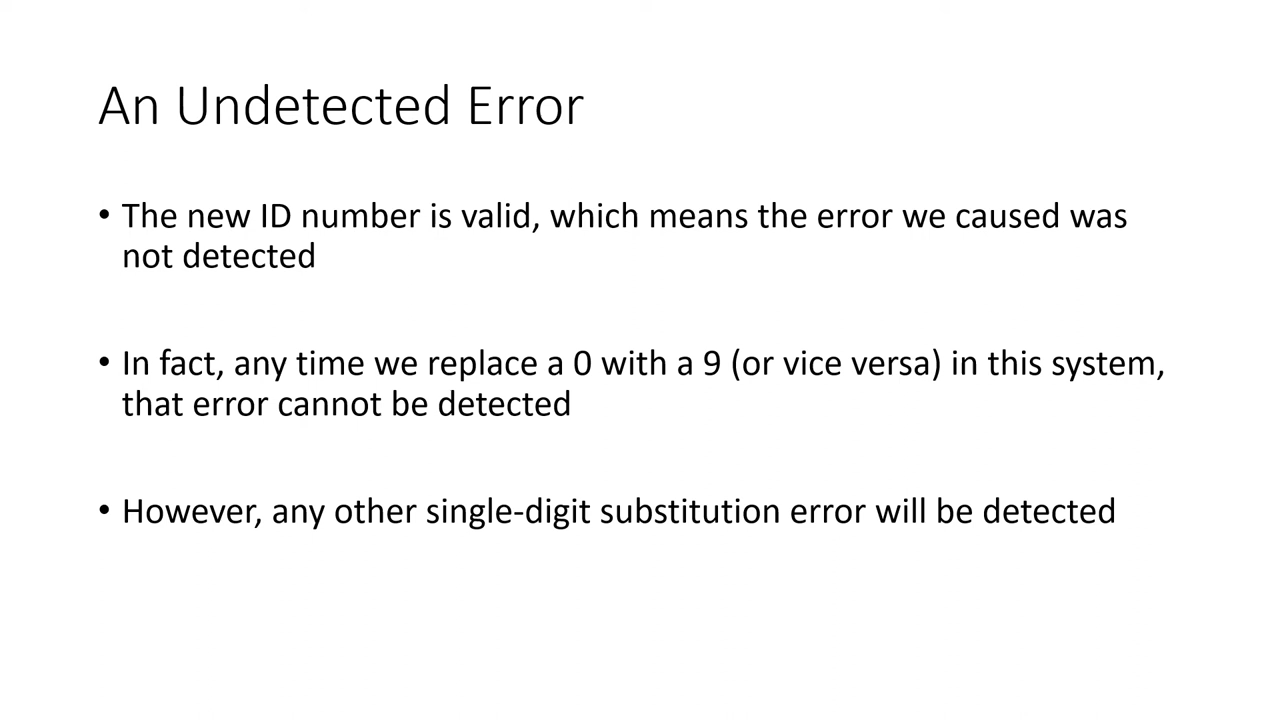 An Undetected Error
• The new ID number is valid, which means the error we caused was
not detected
• In fact, any time we replace a 0 with a 9 (or vice versa) in this system,
that error cannot be detected
• However, any other single-digit substitution error will be detected